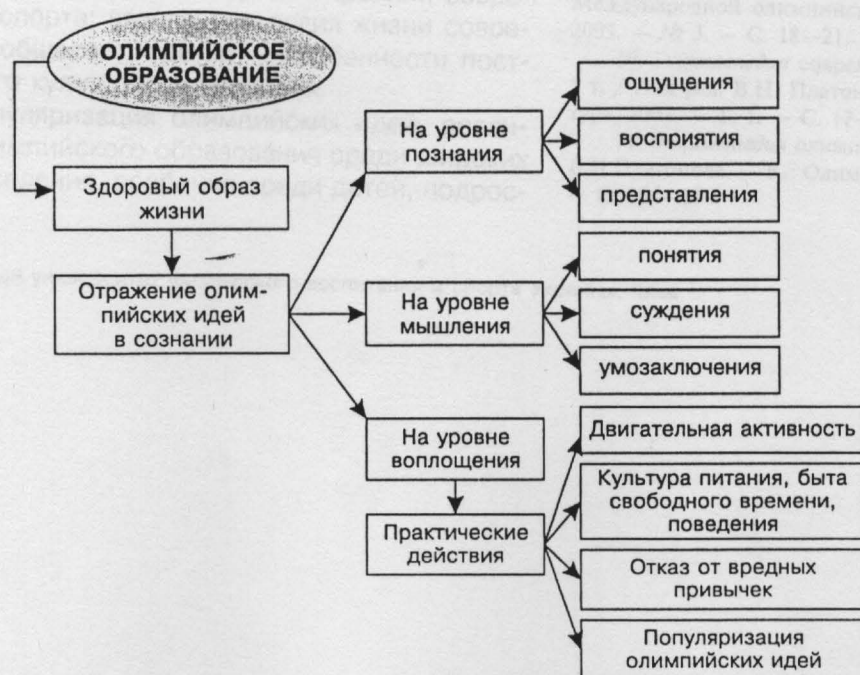 ОЛИМПИЙСКОЕ
ОБРАЗОВАНИЕ
Здоровый образ
жизни
Отражение олим-
пийских идей
в сознании
На уровне
познания
ощущения
восприятия
представления
На уровне
мышления
понятия
суждения
умозаключения
На уровне
воплощения
Практические
действия
Двигательная активность
Культура питания, быта
свободного времени,
поведения
Отказ от вредных
привычек
Популяризация
олимпийских идей